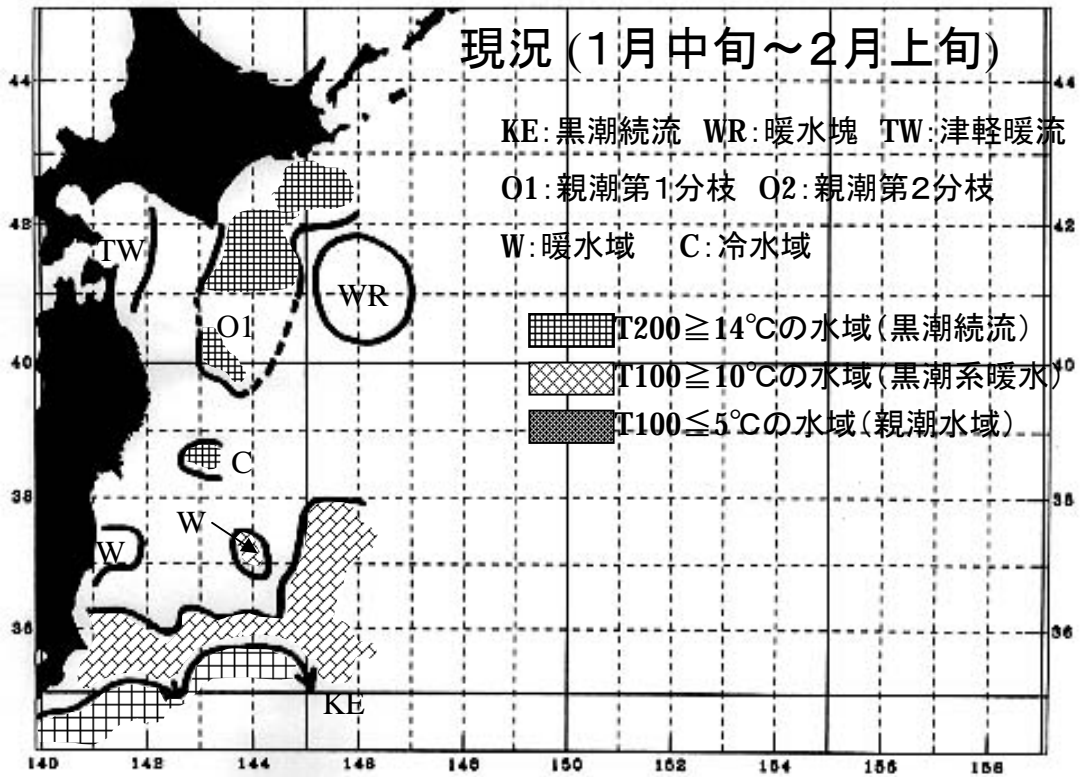 現況(1月中旬～2月上旬)
KE:黒潮続流 WR:暖水塊 TW:津軽暖流
O1:親潮第1分枝 O2:親潮第2分枝
W:暖水域 C:冷水域
T200≧14℃の水域(黒潮続流)
T100≧10℃の水域(黒潮系暖水)
T100≦5℃の水域(親潮水域)
44 44
42 42
TW
WR
O1
40 40
C
38 38
W
W
36 36
KE
140 142 144 146 148 150 152 154 156 158